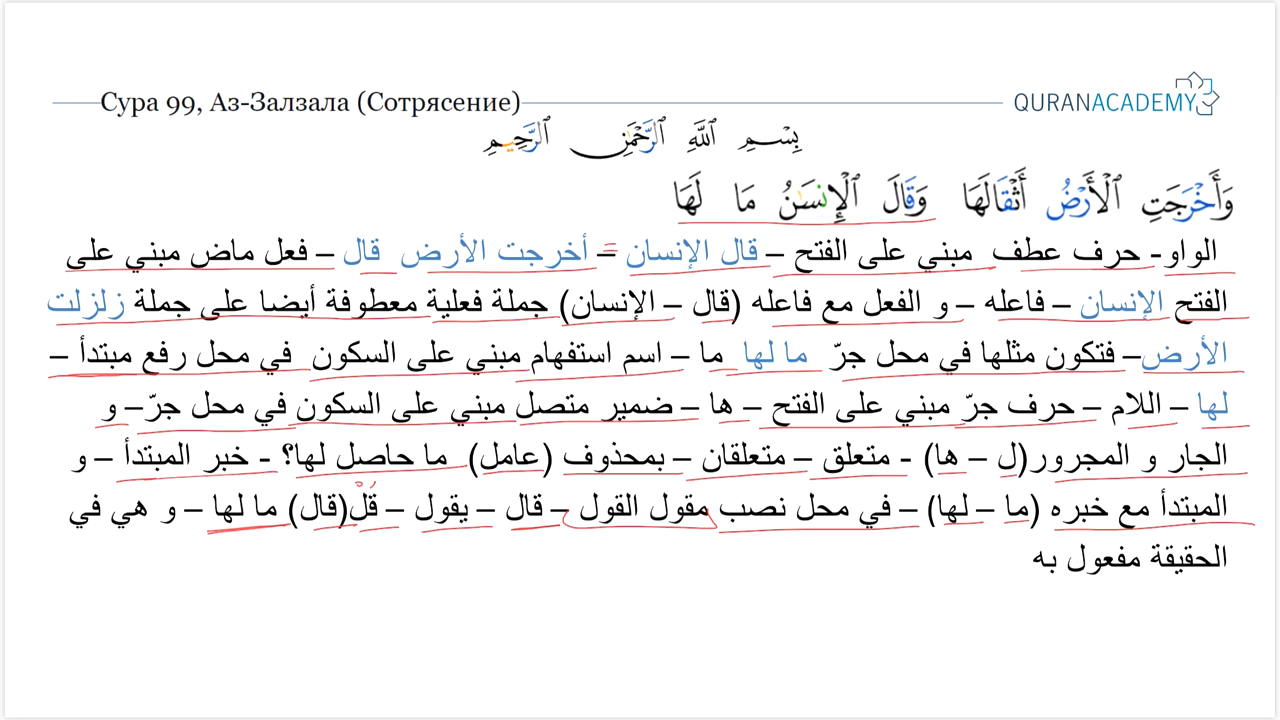 Сура 99, Аз-Залзала (Сотрясение)
QURANACADEMY
بِسْمِ ٱللَّهِ ٱلرَّحْمَٰنِ ٱلرَّحِيمِ
وَأَخْرَجَتِ ٱلْأَرْضُ أَثْقَالَهَا وَقَالَ ٱلْإِنسَٰنُ مَا لَهَا
الواو- حرف عطف مبني على الفتح – قال الإنسان = أخرجت الأرض قال – فعل ماض مبني على
الفتح الإنسان – فاعله – و الفعل مع فاعله (قال – الإنسان) جملة فعلية معطوفة أيضا على جملة زلزلت
الأرض– فتكون مثلها في محل جرّ ما لها ما – اسم استفهام مبني على السكون في محل رفع مبتدأ –
لها – اللام – حرف جرّ مبني على الفتح – ها – ضمير متصل مبني على السكون في محل جرّ– و
الجار و المجرور(ل – ها) - متعلق – متعلقان – بمحذوف (عامل) ما حاصل لها؟ - خبر المبتدأ – و
المبتدأ مع خبره (ما – لها) – في محل نصب مقول القول – قال – يقول – قُلْ(قال) ما لها – و هي في
الحقيقة مفعول به